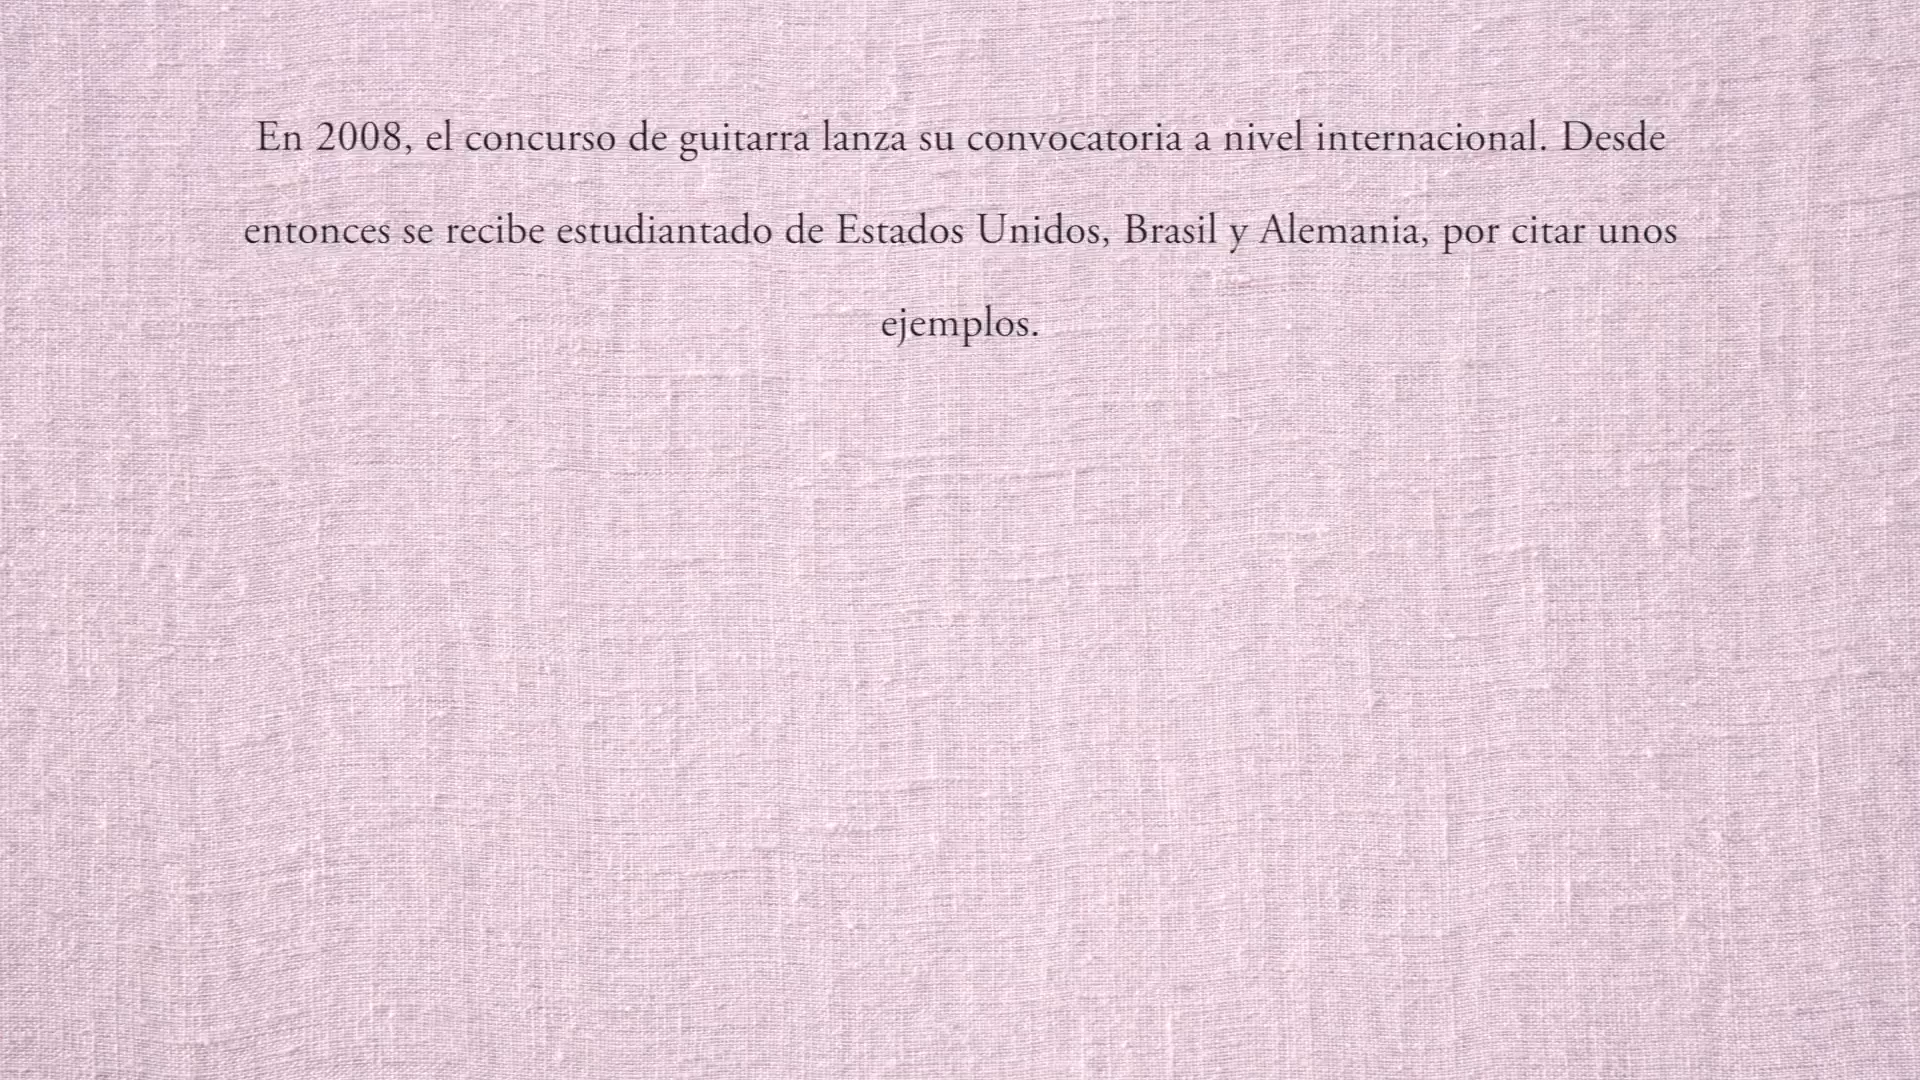 En 2008, el concurso de guitarra lanza su convocatoria a nivel internacional. Desde
entonces se recibe estudiantado de Estados Unidos, Brasil y Alemania, por citar unos
ejemplos.